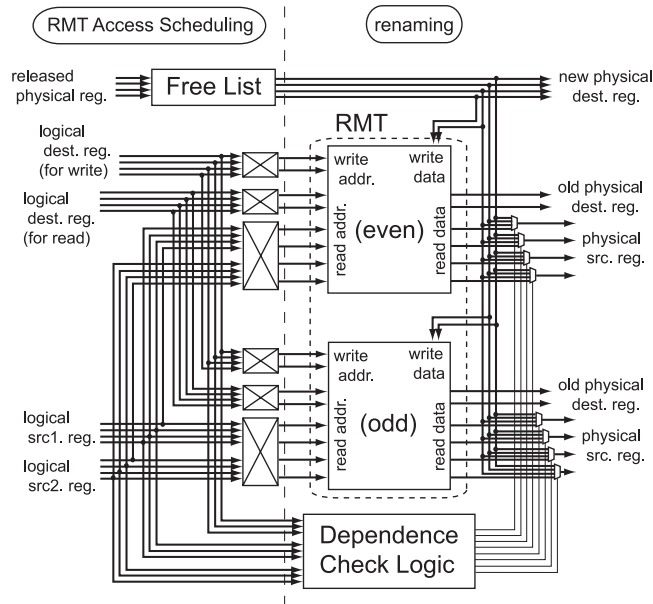 RMT Access Scheduling
renaming
released
physical reg.
Free List
new physical
dest. reg.
logical
dest. reg.
(for write)
logical
dest. reg.
(for read)
RMT
write
addr.
write
data
(even)
read addr.
read data
old physical
dest. reg.
physical
src. reg.
write
addr.
write
data
(odd)
read addr.
read data
old physical
dest. reg.
physical
src. reg.
logical
src1. reg.
logical
src2. reg.
Dependence
Check Logic